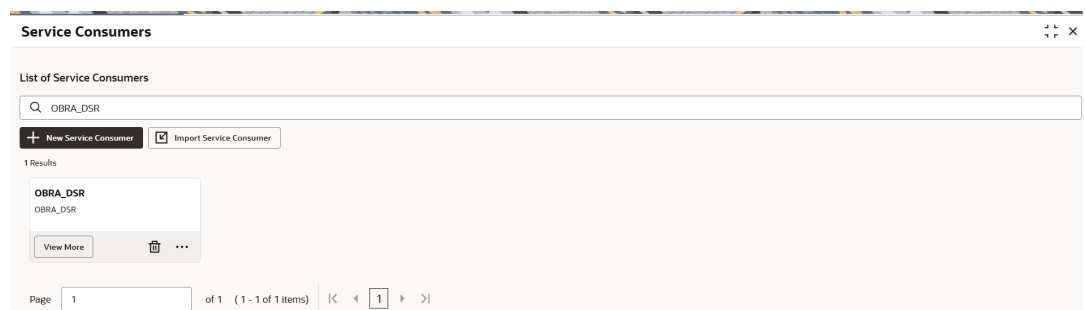 Service Consumers
List of Service Consumers
OBRA_DSR
New Service Consumer Import Service Consumer
1 Results
OBRA_DSR
OBRA_DSR
View More
Page 1 of 1 ( 1 - 1 of 1 items) 1